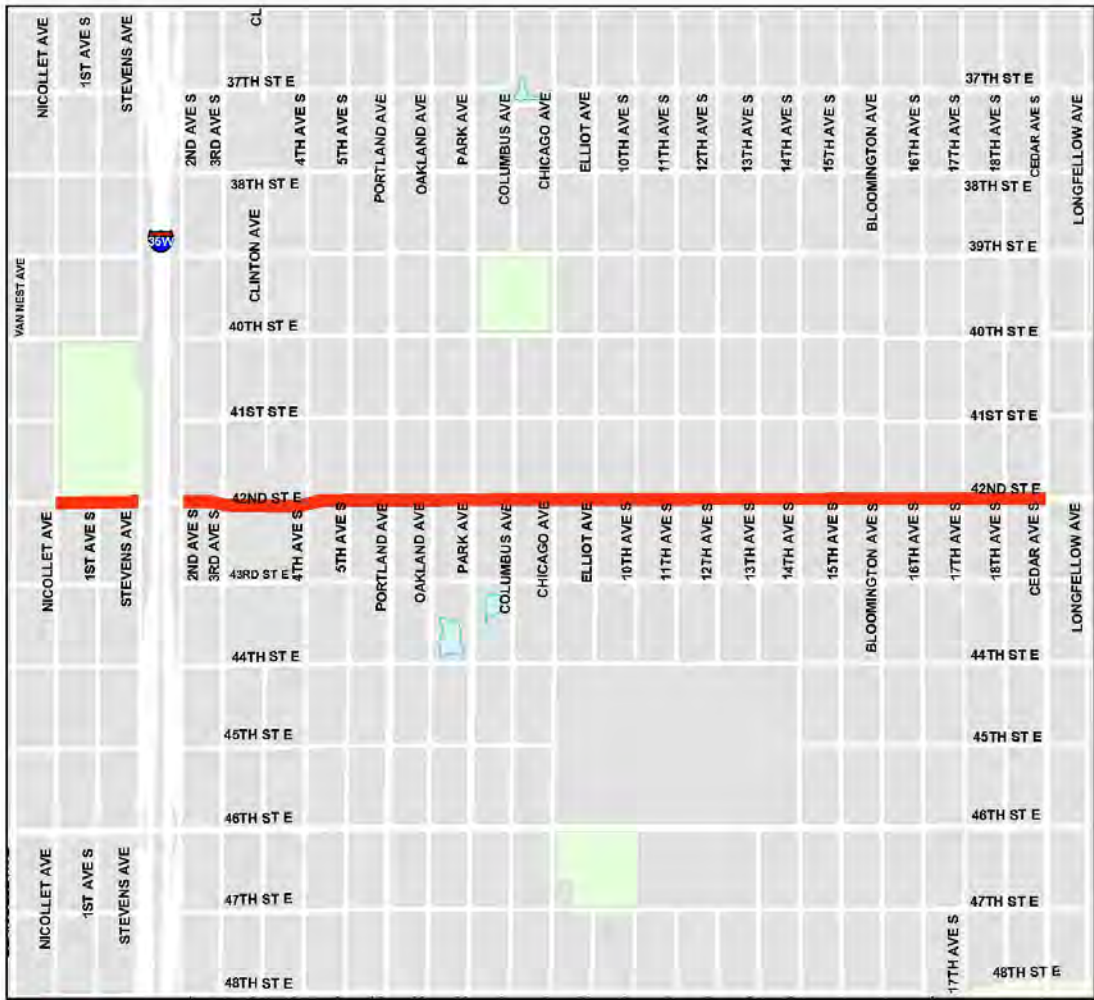 CL
NICOLLET AVE
1ST AVE S
STEVENS AVE
37TH ST E
37TH ST E
2ND AVE S
3RD AVE S
4TH AVE S
5TH AVE S
PORTLAND AVE
OAKLAND AVE
PARK AVE
COLUMBUS AVE
CHICAGO AVE
ELLIOT AVE
10TH AVE S
11TH AVE S
12TH AVE S
13TH AVE S
14TH AVE S
15TH AVE S
BLOOMINGTON AVE
16TH AVE S
17TH AVE S
18TH AVE S
CEDAR AVE S
LONGFELLOW AVE
38TH ST E
38TH ST E
35W
CLINTON AVE
39TH ST E
VAN NEST AVE
40TH ST E
40TH ST E
41ST ST E
41ST ST E
42ND ST E
42ND ST E
NICOLLET AVE
1ST AVE S
STEVENS AVE
2ND AVE S
3RD AVE S
4TH AVE S
5TH AVE S
PORTLAND AVE
OAKLAND AVE
PARK AVE
COLUMBUS AVE
CHICAGO AVE
ELLIOT AVE
10TH AVE S
11TH AVE S
12TH AVE S
13TH AVE S
14TH AVE S
15TH AVE S
BLOOMINGTON AVE
16TH AVE S
17TH AVE S
18TH AVE S
CEDAR AVE S
LONGFELLOW AVE
43RD ST E
44TH ST E
44TH ST E
45TH ST E
45TH ST E
46TH ST E
46TH ST E
NICOLLET AVE
1ST AVE S
STEVENS AVE
47TH ST E
47TH ST E
17TH AVE S
48TH ST E
48TH ST E